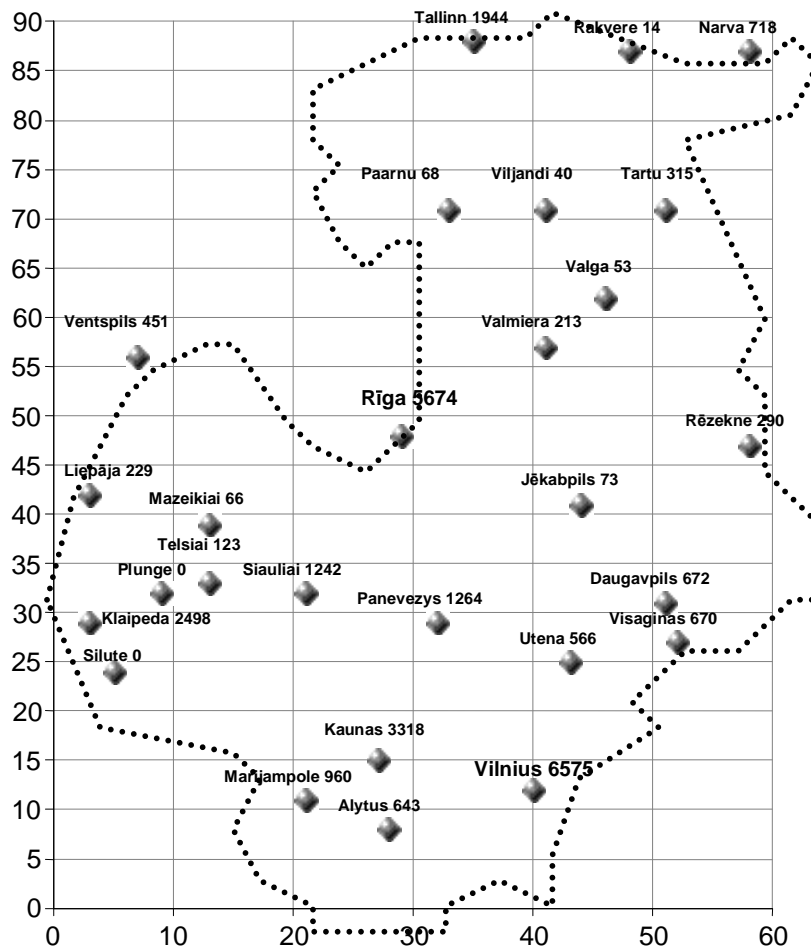 90
Tallinn 1944
Rakvere 14
Narva 718
85
80
75
Paarnu 68
Viljandi 40
Tartu 315
70
65
Valga 53
60
Ventspils 451
Valmiera 213
55
Rīga 5674
50
Rēzekne 290
45
Liepāja 229
Jēkabpils 73
Mazeikiai 66
40
Telsiai 123
35
Plunge 0
Siauliai 1242
Daugavpils 672
Panevezys 1264
30
Klaipeda 2498
Visaginas 670
Utena 566
25
Silute 0
20
Kaunas 3318
15
Marijampole 960
Vilnius 6575
10
Alytus 643
5
0
0 10 20 30 40 50 60